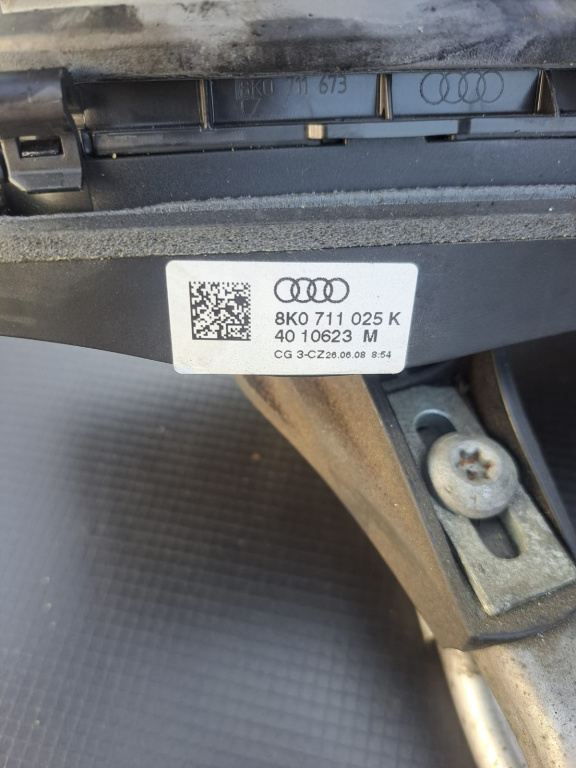 8K0 711 673
8K0 711 025 K
40 10623 M
CG 3-CZ26.06.08 8:54